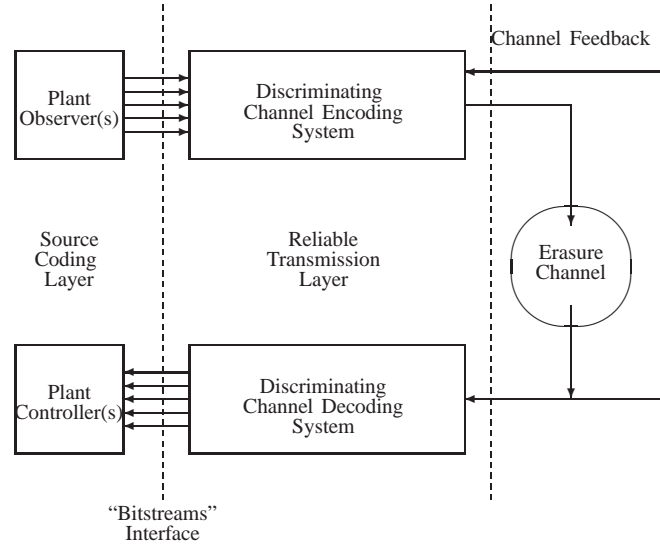 Channel Feedback
Plant
Observer(s)
Discriminating
Channel Encoding
System
Source
Coding
Layer
Reliable
Transmission
Layer
Erasure
Channel
Plant
Controller(s)
Discriminating
Channel Decoding
System
“Bitstreams”
Interface